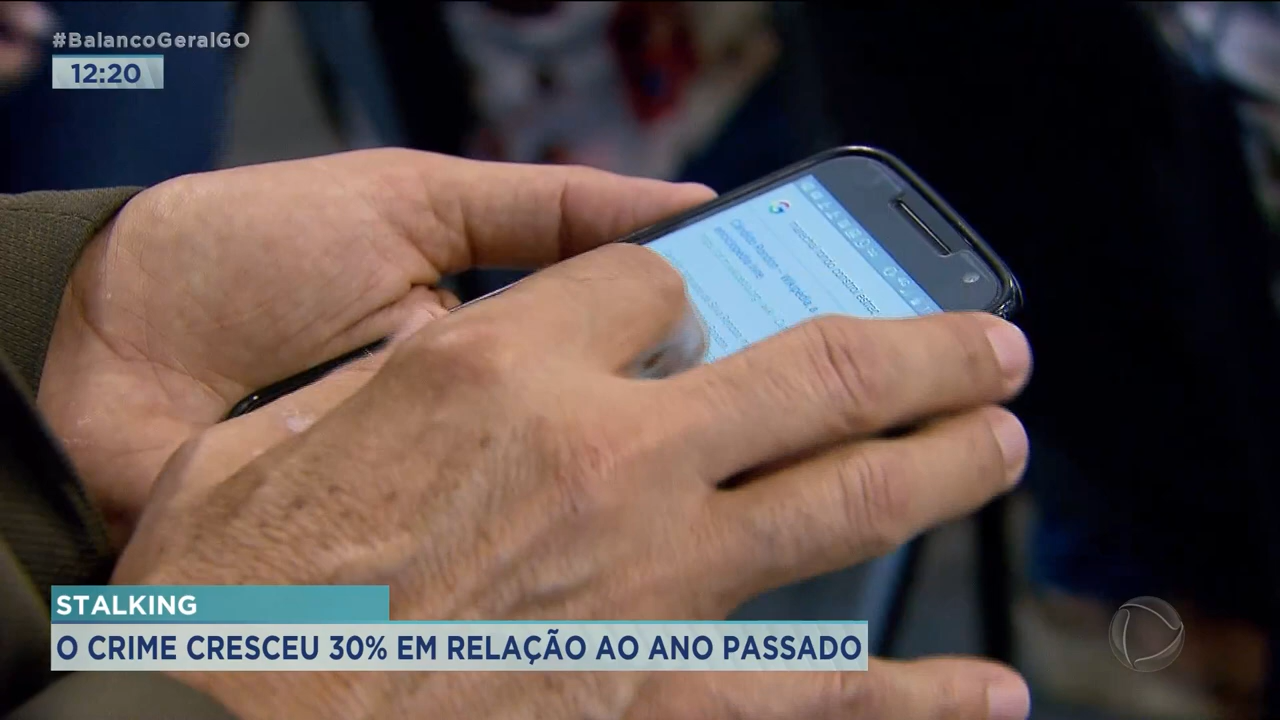 #BalancoGeralGO
12:20
STALKING
O CRIME CRESCEU 30% EM RELAÇÃO AO ANO PASSADO